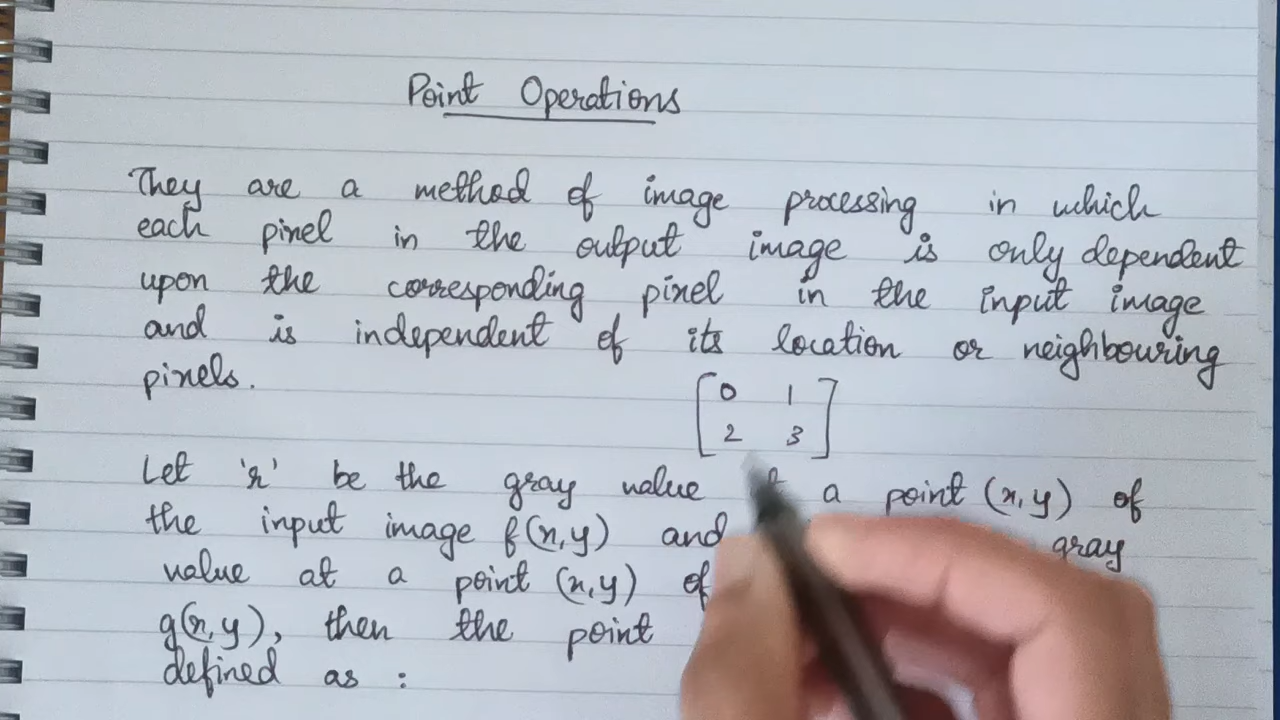 Point Operations
They are a method of image processing in which
each pixel in the output image is only dependent
upon the corresponding pixel in the input image
and is independent of its location or neighbouring
pixels.
0 1
2 3
Let 'r' be the gray value a point (x,y) of
the input image f(x,y) and gray
value at a point (x,y) of
g(x,y), then the point
defined as :